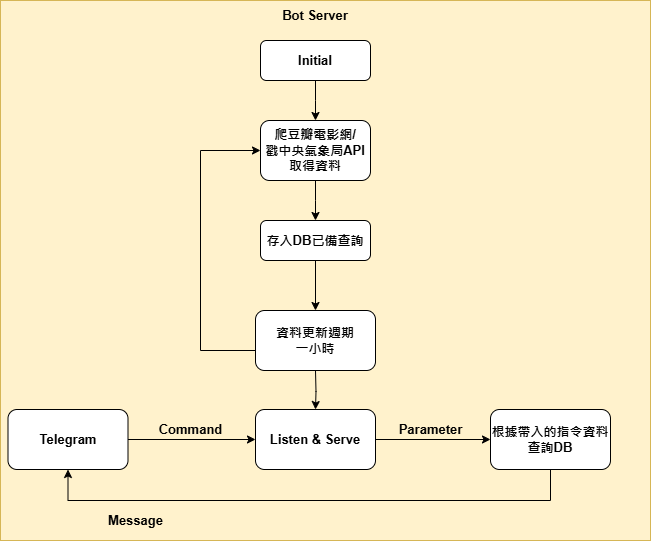 Bot Server
Initial
爬豆瓣電影網/
戳中央氣象局API
取得資料
存入DB已備查詢
資料更新週期
一小時
Telegram
Command
Listen & Serve
Parameter
根據帶入的指令資料
查詢DB
Message